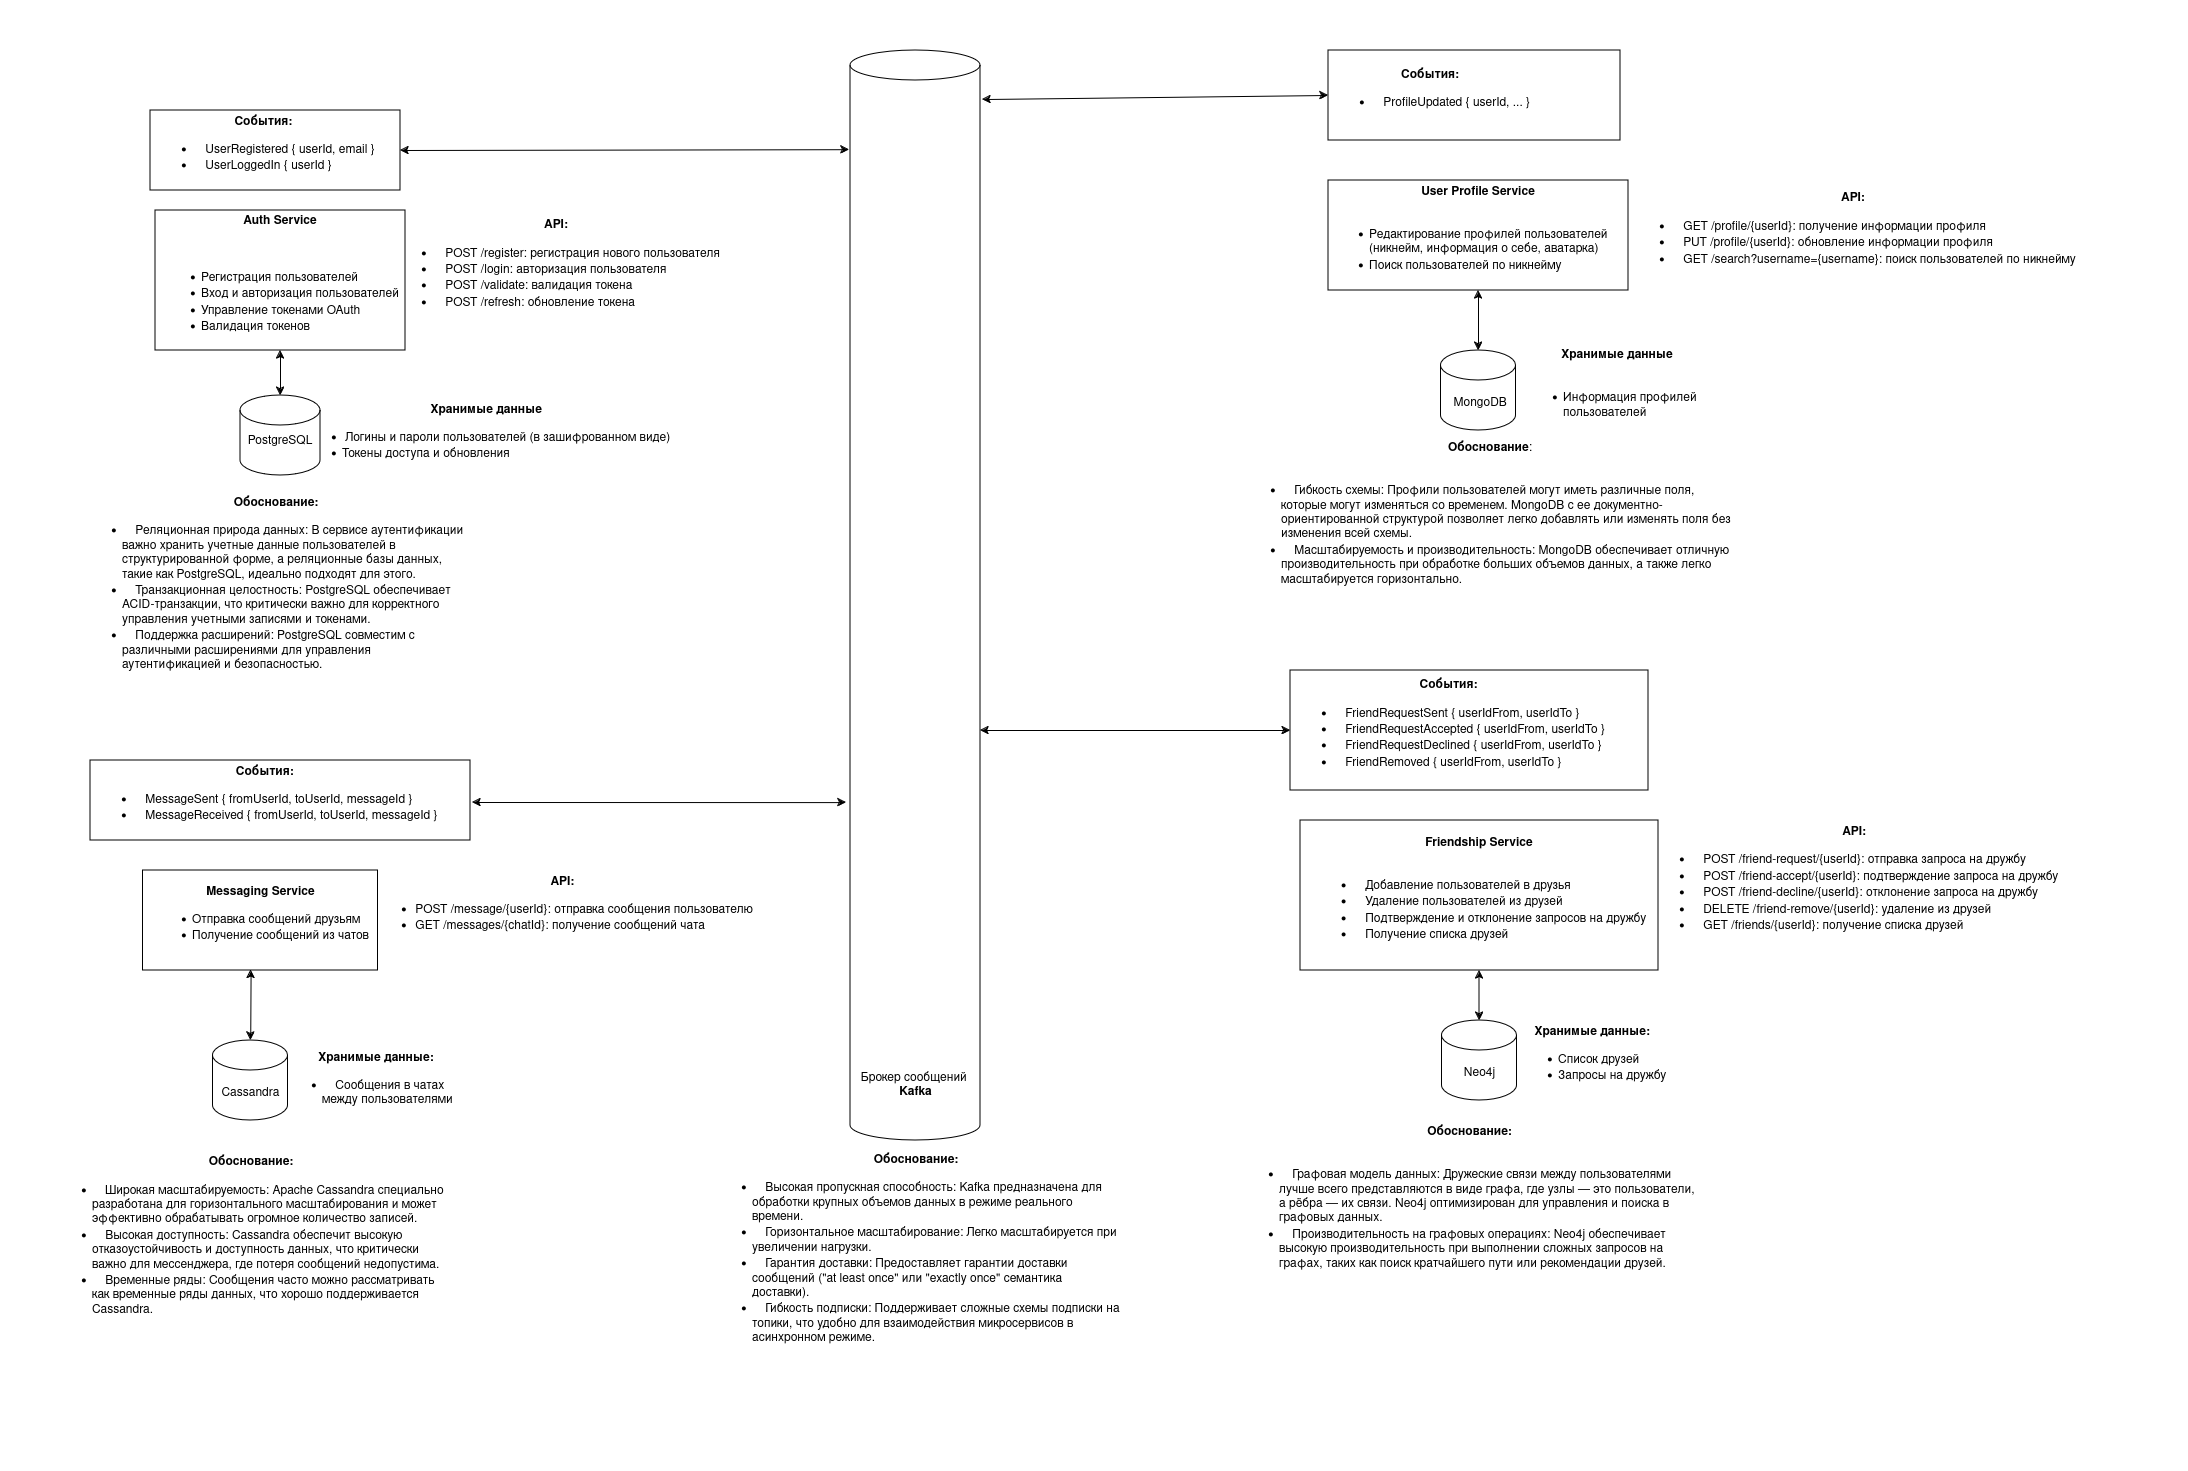 События:
• UserRegistered { userId, email }
• UserLoggedIn { userId }
Auth Service
• Регистрация пользователей
• Вход и авторизация пользователей
• Управление токенами OAuth
• Валидация токенов
API:
• POST /register: регистрация нового пользователя
• POST /login: авторизация пользователя
• POST /validate: валидация токена
• POST /refresh: обновление токена
PostgreSQL
Хранимые данные
• Логины и пароли пользователей (в зашифрованном виде)
• Токены доступа и обновления
Обоснование:
• Реляционная природа данных: В сервисе аутентификации
важно хранить учетные данные пользователей в
структурированной форме, а реляционные базы данных,
такие как PostgreSQL, идеально подходят для этого.
• Транзакционная целостность: PostgreSQL обеспечивает
ACID-транзакции, что критически важно для корректного
управления учетными записями и токенами.
• Поддержка расширений: PostgreSQL совместим с
различными расширениями для управления
аутентификацией и безопасностью.
События:
• MessageSent { fromUserId, toUserId, messageId }
• MessageReceived { fromUserId, toUserId, messageId }
Messaging Service
• Отправка сообщений друзьям
• Получение сообщений из чатов
API:
• POST /message/{userId}: отправка сообщения пользователю
• GET /messages/{chatId}: получение сообщений чата
Cassandra
Хранимые данные:
• Сообщения в чатах
между пользователями
Обоснование:
• Широкая масштабируемость: Apache Cassandra специально
разработана для горизонтального масштабирования и может
эффективно обрабатывать огромное количество записей.
• Высокая доступность: Cassandra обеспечит высокую
отказоустойчивость и доступность данных, что критически
важно для мессенджера, где потеря сообщений недопустима.
• Временные ряды: Сообщения часто можно рассматривать
как временные ряды данных, что хорошо поддерживается
Cassandra.
Брокер сообщений
Kafka
Обоснование:
• Высокая пропускная способность: Kafka предназначена для
обработки крупных объемов данных в режиме реального
времени.
• Горизонтальное масштабирование: Легко масштабируется при
увеличении нагрузки.
• Гарантия доставки: Предоставляет гарантии доставки
сообщений ("at least once" или "exactly once" семантика
доставки).
• Гибкость подписки: Поддерживает сложные схемы подписки на
топики, что удобно для взаимодействия микросервисов в
асинхронном режиме.
События:
• ProfileUpdated { userId, ... }
User Profile Service
• Редактирование профилей пользователей
(никнейм, информация о себе, аватарка)
• Поиск пользователей по никнейму
API:
• GET /profile/{userId}: получение информации профиля
• PUT /profile/{userId}: обновление информации профиля
• GET /search?username={username}: поиск пользователей по никнейму
MongoDB
Хранимые данные
• Информация профилей
пользователей
Обоснование:
• Гибкость схемы: Профили пользователей могут иметь различные поля,
которые могут изменяться со временем. MongoDB с ее документно-
ориентированной структурой позволяет легко добавлять или изменять поля без
изменения всей схемы.
• Масштабируемость и производительность: MongoDB обеспечивает отличную
производительность при обработке больших объемов данных, а также легко
масштабируется горизонтально.
События:
• FriendRequestSent { userIdFrom, userIdTo }
• FriendRequestAccepted { userIdFrom, userIdTo }
• FriendRequestDeclined { userIdFrom, userIdTo }
• FriendRemoved { userIdFrom, userIdTo }
Friendship Service
• Добавление пользователей в друзья
• Удаление пользователей из друзей
• Подтверждение и отклонение запросов на дружбу
• Получение списка друзей
API:
• POST /friend-request/{userId}: отправка запроса на дружбу
• POST /friend-accept/{userId}: подтверждение запроса на дружбу
• POST /friend-decline/{userId}: отклонение запроса на дружбу
• DELETE /friend-remove/{userId}: удаление из друзей
• GET /friends/{userId}: получение списка друзей
Neo4j
Хранимые данные:
• Список друзей
• Запросы на дружбу
Обоснование:
• Графовая модель данных: Дружеские связи между пользователями
лучше всего представляются в виде графа, где узлы — это пользователи,
а рёбра — их связи. Neo4j оптимизирован для управления и поиска в
графовых данных.
• Производительность на графовых операциях: Neo4j обеспечивает
высокую производительность при выполнении сложных запросов на
графах, таких как поиск кратчайшего пути или рекомендации друзей.